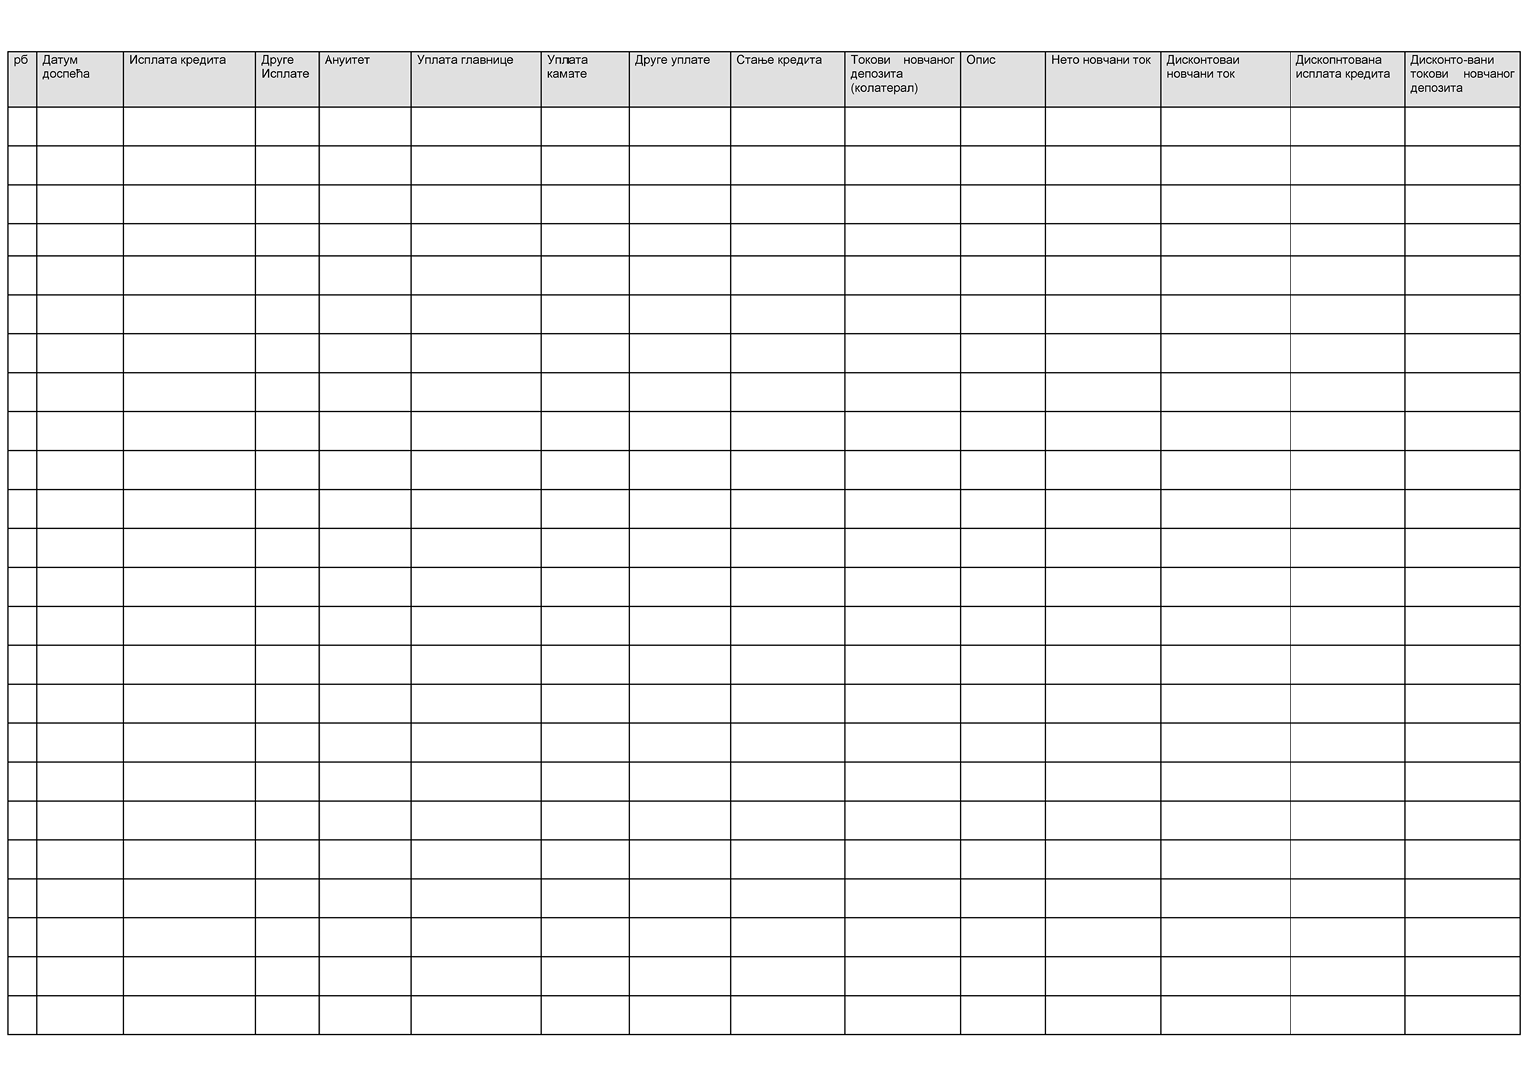 рб
Датум
доспећа
Исплата кредита
Друге
Исплате
Ануитет
Уплата главнице
Уплата
камате
Друге уплате
Стање кредита
Токови новчаног
депозита
(колатерал)
Опис
Нето новчани ток
Дисконтоваи
новчани ток
Дископнтована
исплата кредита
Дисконто-вани
токови новчаног
депозита